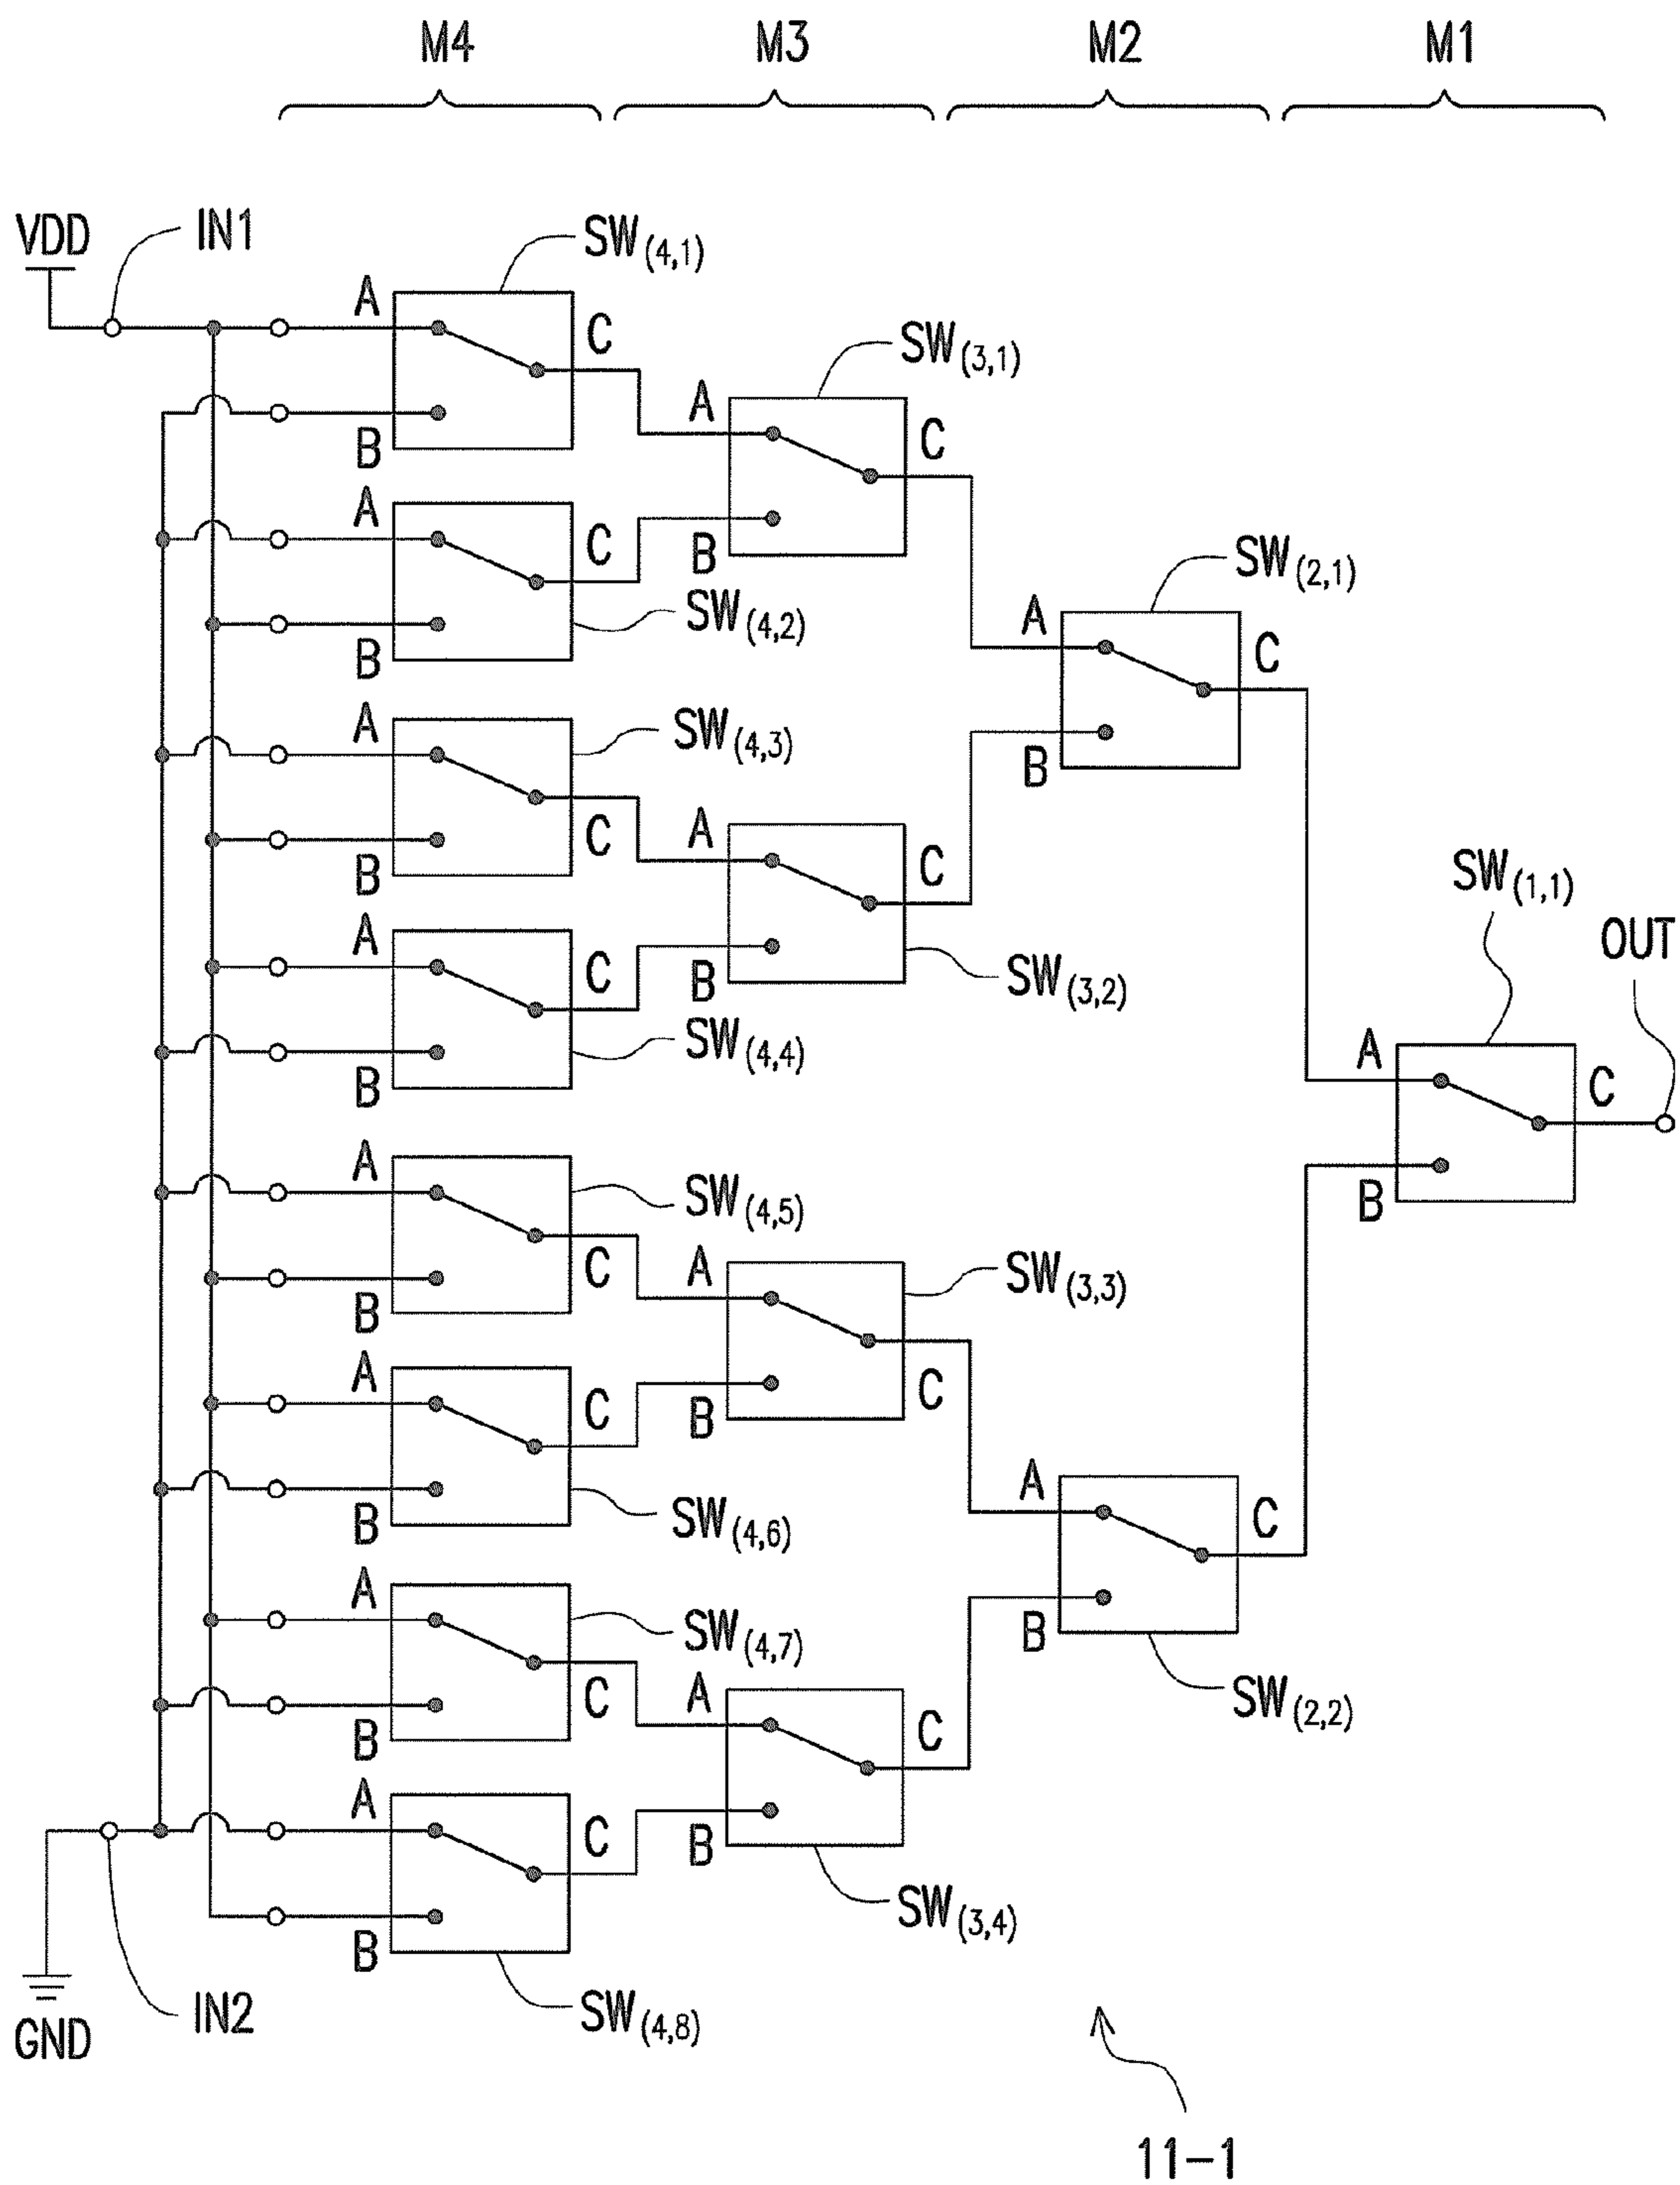 M4 M3 M2 M1
VDD IN1 SW(4,1)
A C SW(3,1)
B A C
A C B SW(2,1)
SW(4,2) A C
B
A SW(4,3)
B
C A C SW(1,1)
B OUT
A C B SW(3,2)
SW(4,4) A
B C
A SW(4,5) B
C A SW(3,3)
B
A C B C
A C
B SW(4,6)
A SW(4,7) B
C A C SW(2,2)
B
A C B
SW(3,4)
B
GND IN2 SW(4,8)
11-1